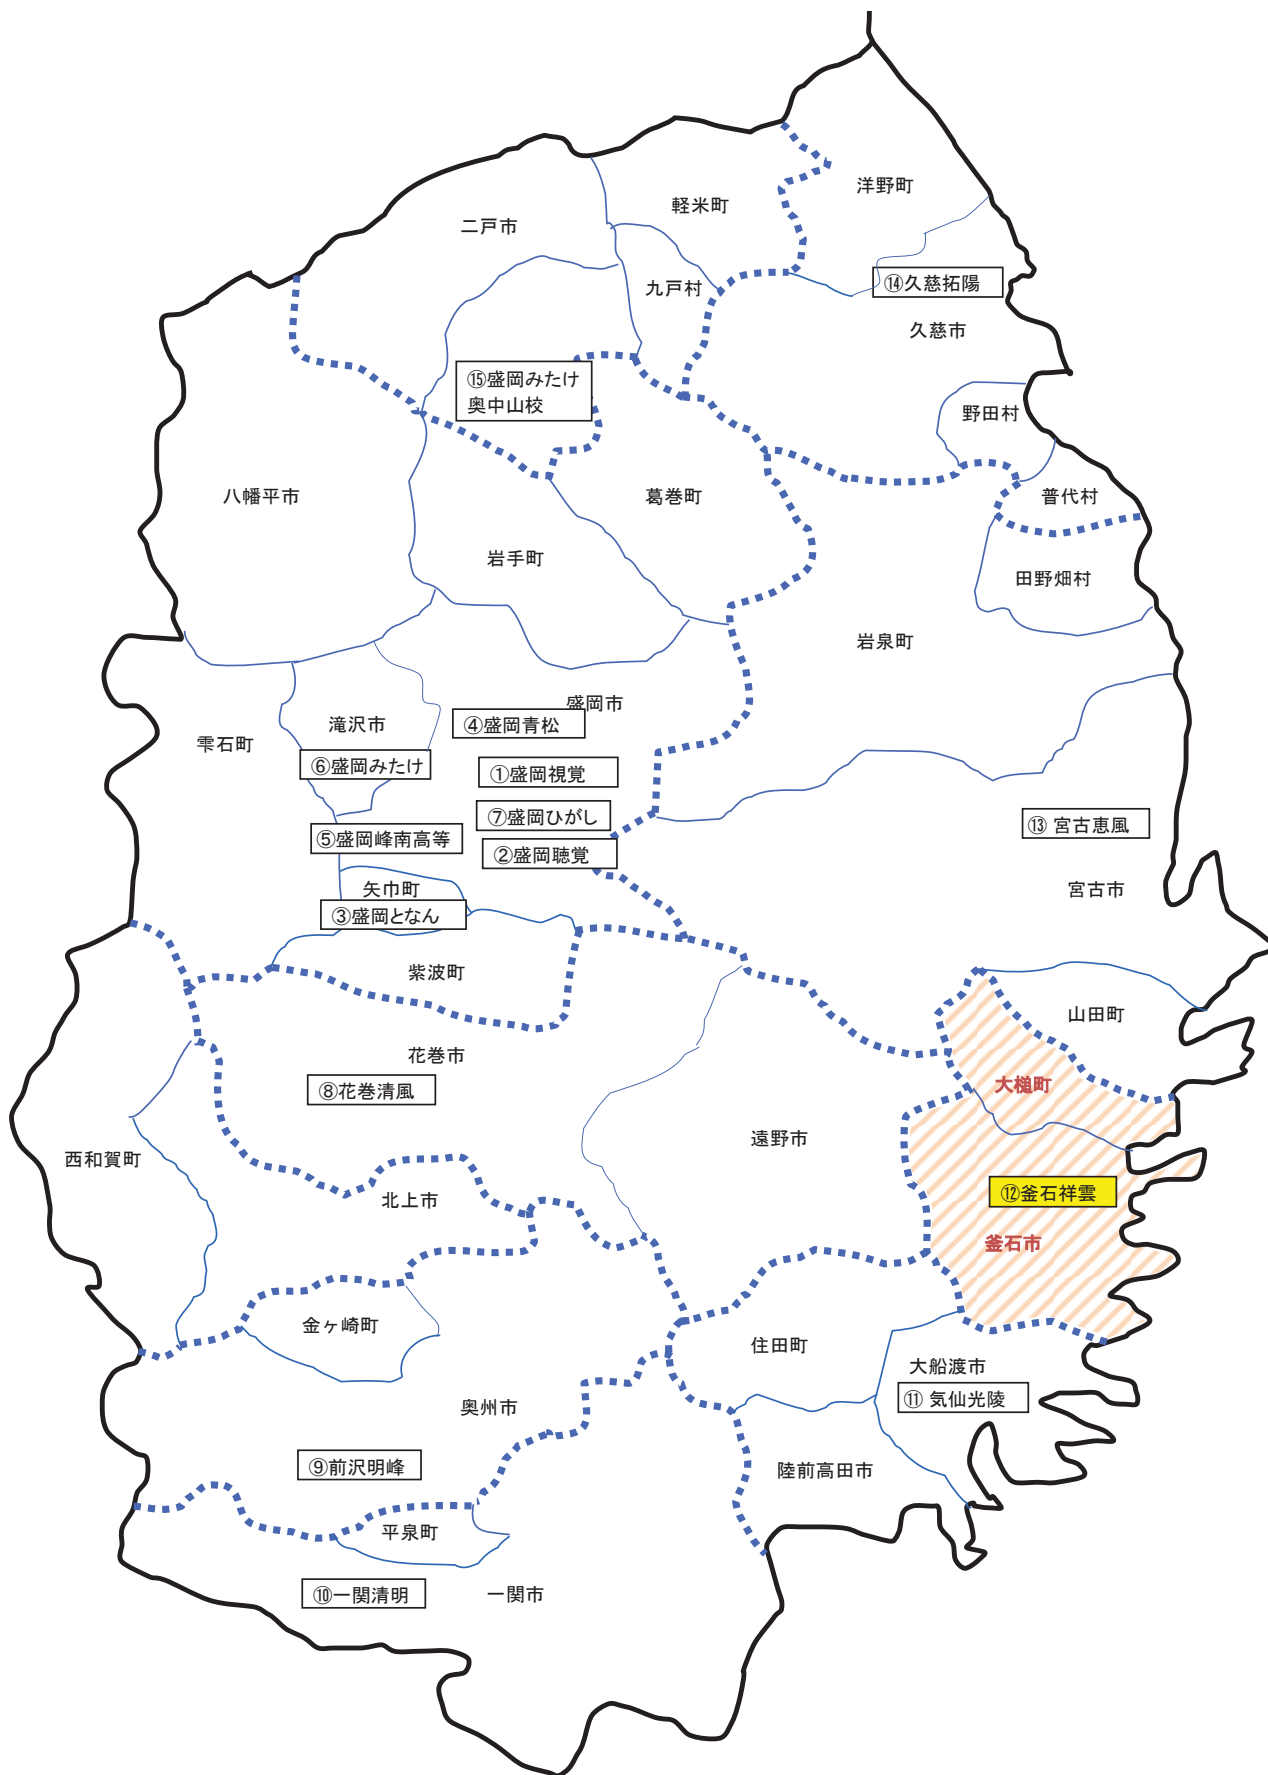 洋野町
軽米町
二戸市
九戸村
⑭久慈拓陽
久慈市
⑮盛岡みたけ
奥中山校
野田村
八幡平市
葛巻町
普代村
岩手町
田野畑村
岩泉町
盛岡市
④盛岡青松
滝沢市
雫石町
⑥盛岡みたけ
①盛岡視覚
⑦盛岡ひがし
⑬ 宮古恵風
⑤盛岡峰南高等
②盛岡聴覚
矢巾町
宮古市
③盛岡となん
紫波町
山田町
花巻市
大槌町
⑧花巻清風
遠野市
西和賀町
⑫釜石祥雲
北上市
釜石市
金ヶ崎町
住田町
大船渡市
⑪ 気仙光陵
奥州市
⑨前沢明峰
陸前高田市
平泉町
⑩一関清明
一関市